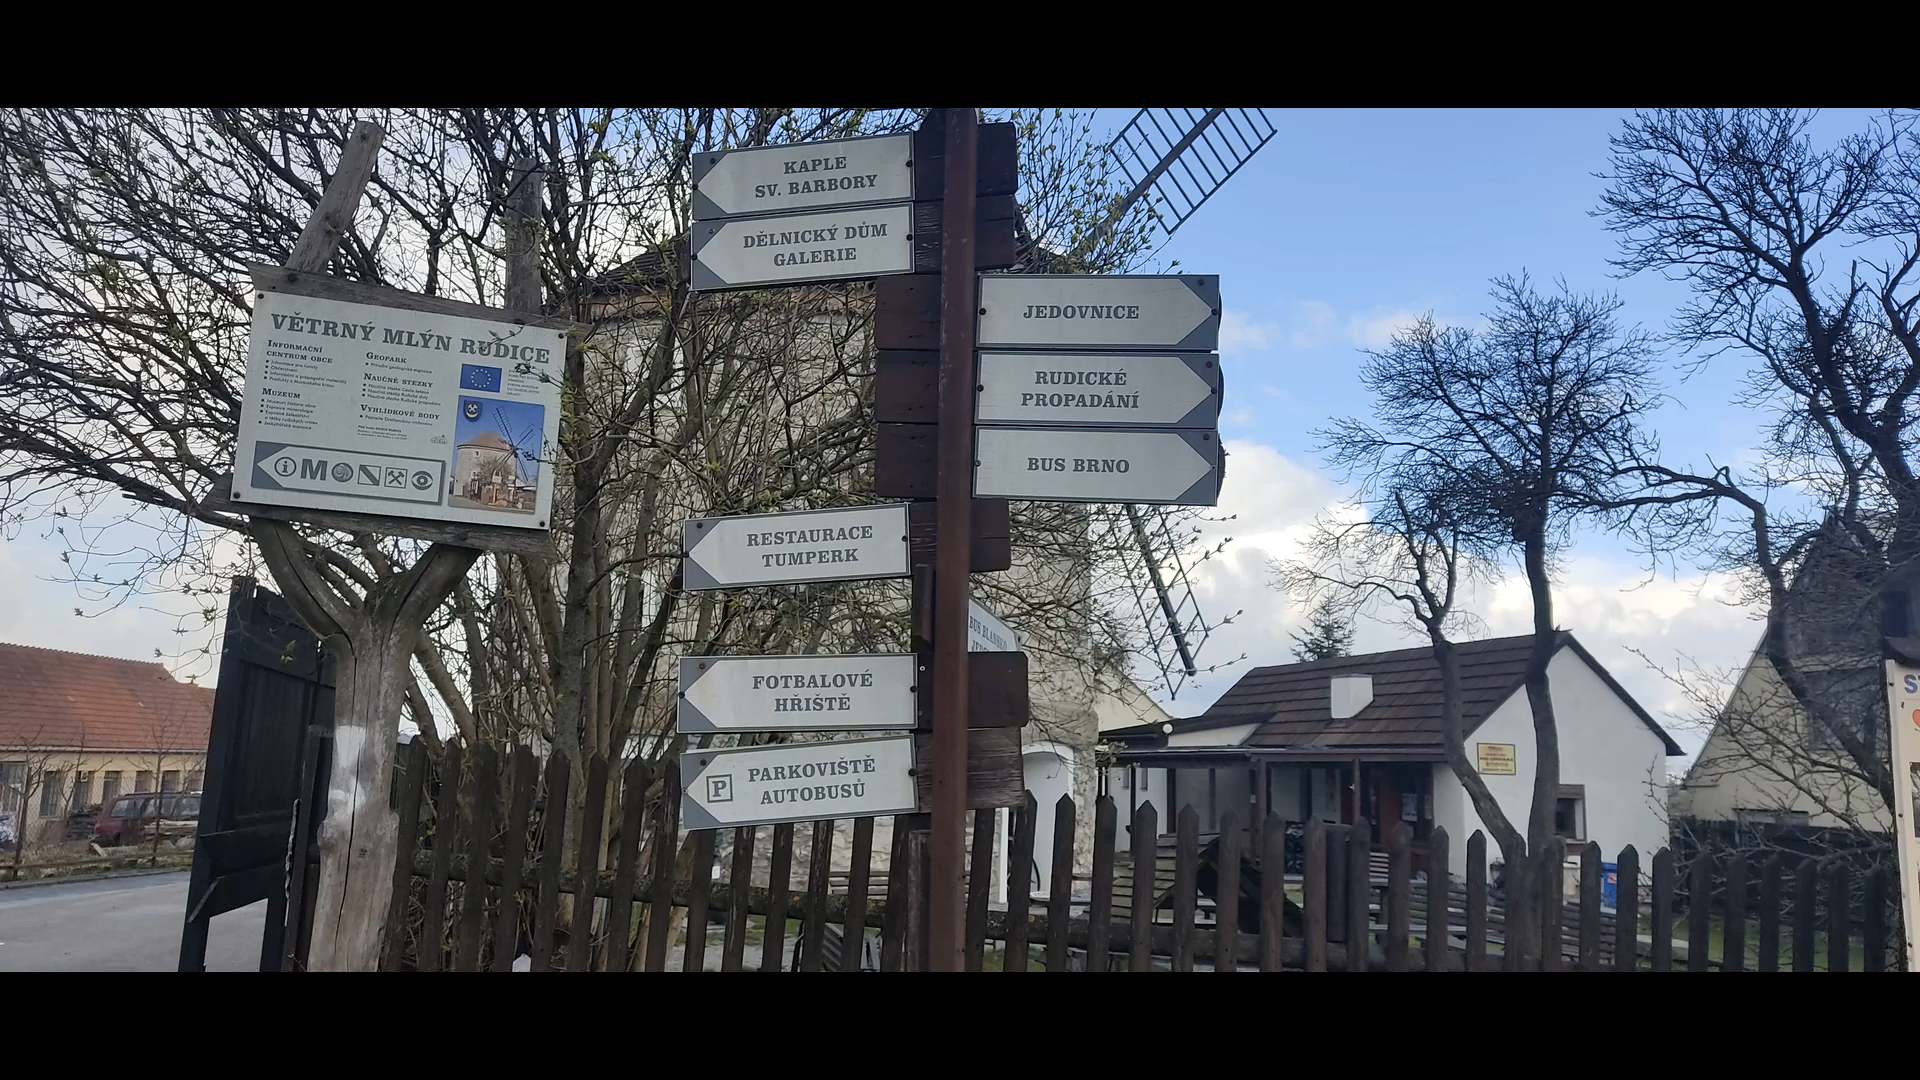 KAPLE
SV. BARBORY
DĚLNICKÝ DŮM
GALERIE
JEDOVNICE
RUDICKÉ
PROPADÁNÍ
BUS BRNO
RESTAURACE
TUMPERK
BUS BLANSKO
FOTBALOVÉ
HŘIŠTĚ
P
PARKOVIŠTĚ
AUTOBUSŮ
VĚTRNÝ MLÝN RUDICE
INFORMAČNÍ
CENTRUM OBCE
MUZEUM
GEOPARK
NAUČNÉ STEZKY
VYHLÍDKOVÉ BODY
i M